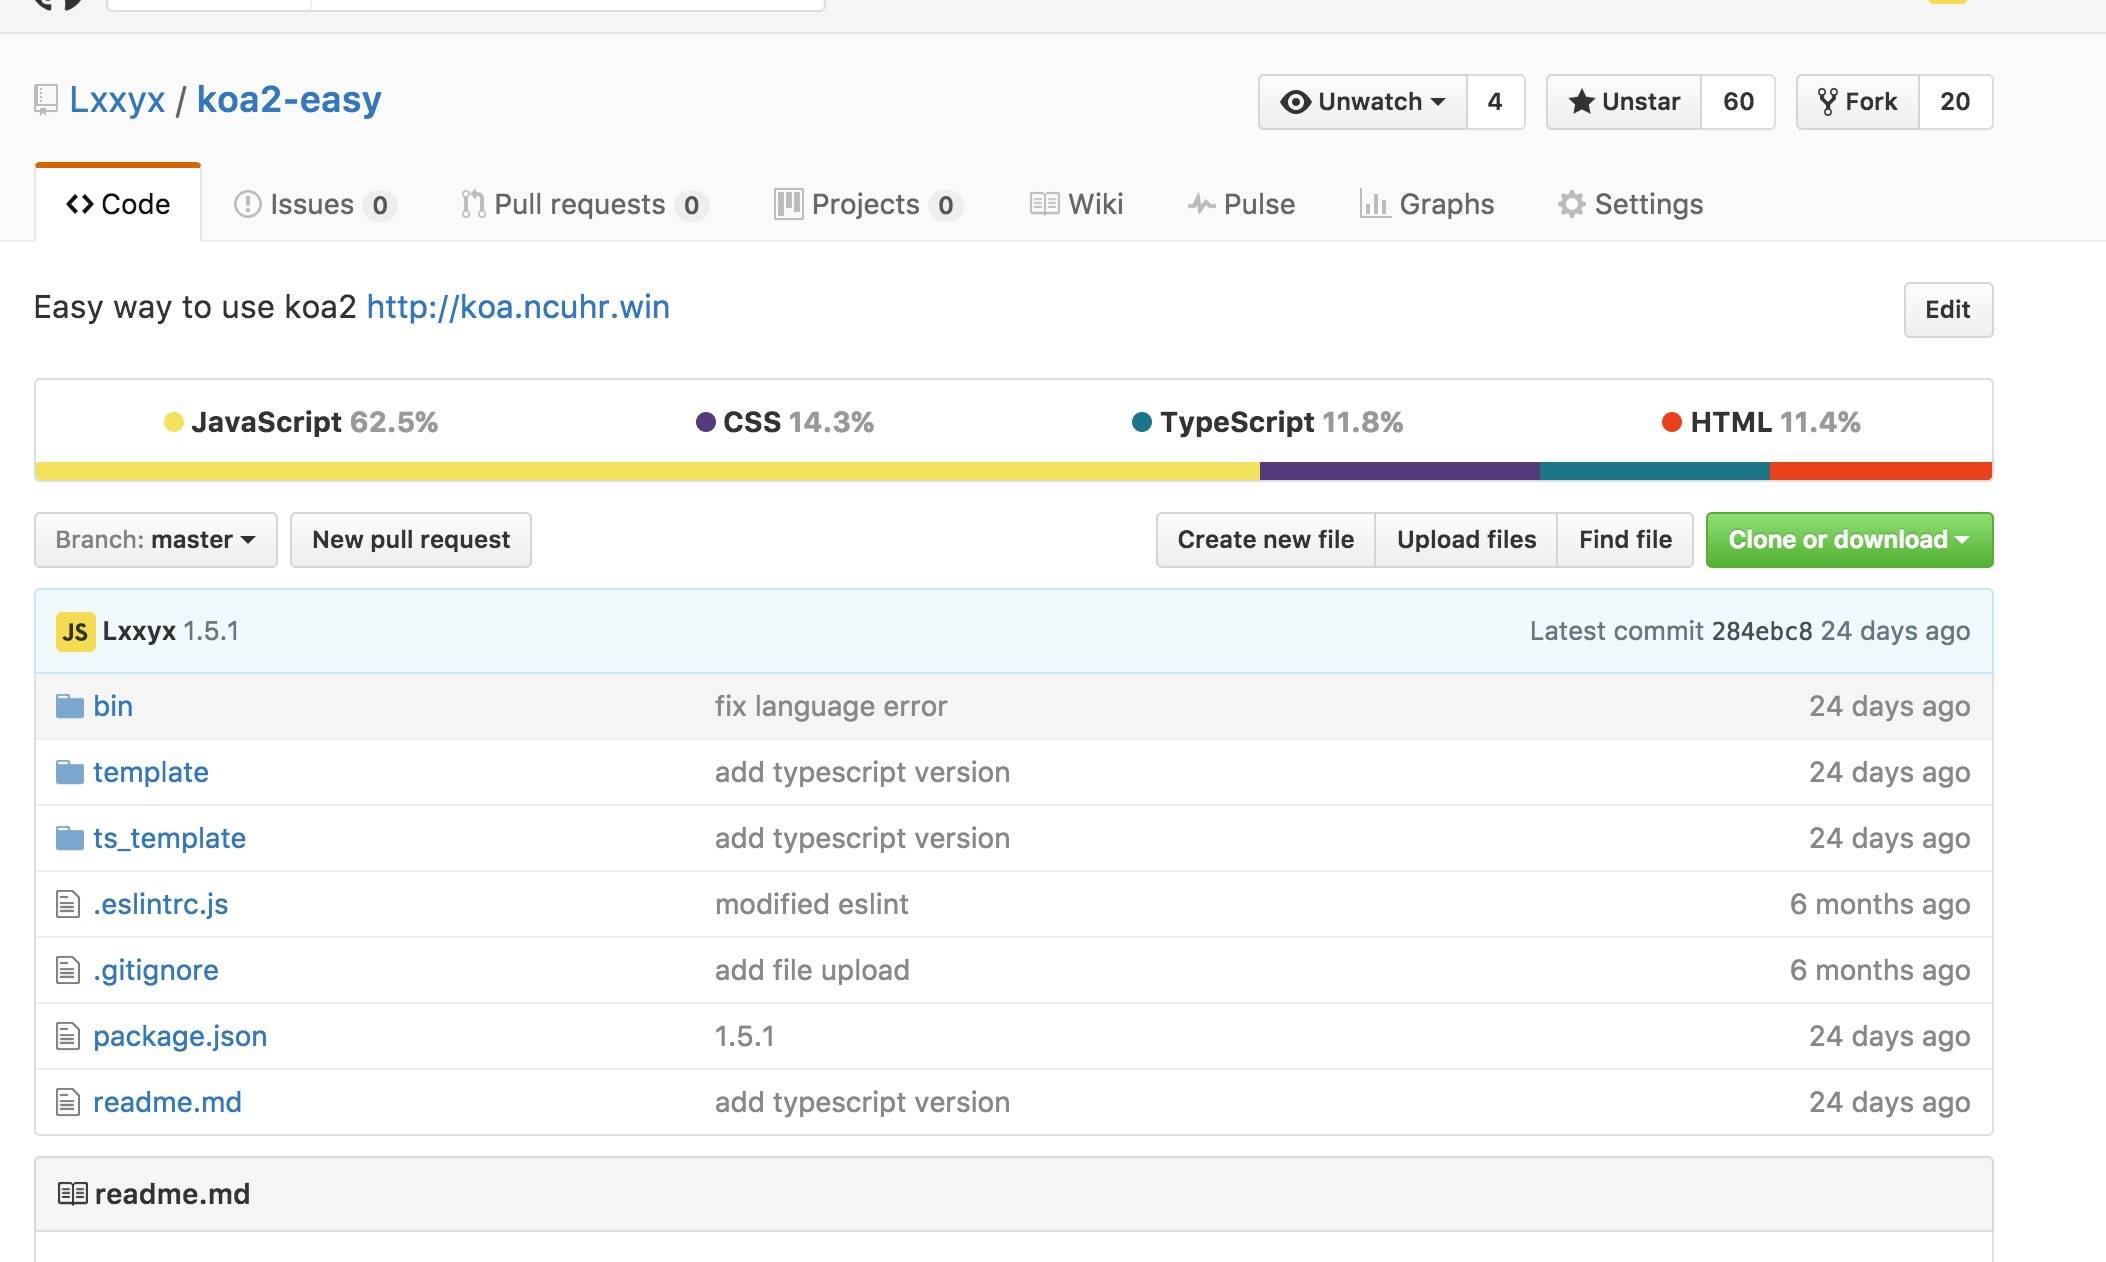 Lxxyx / koa2-easy
Unwatch 4 Unstar 60 Fork 20
Code Issues 0 Pull requests 0 Projects 0 Wiki Pulse Graphs Settings
Easy way to use koa2 http://koa.ncuhr.win
Edit
JavaScript 62.5% CSS 14.3% TypeScript 11.8% HTML 11.4%
Branch: master New pull request Create new file Upload files Find file Clone or download
JS Lxxyx 1.5.1 Latest commit 284ebc8 24 days ago
bin fix language error 24 days ago
template add typescript version 24 days ago
ts_template add typescript version 24 days ago
.eslintrc.js modified eslint 6 months ago
.gitignore add file upload 6 months ago
package.json 1.5.1 24 days ago
readme.md add typescript version 24 days ago
readme.md